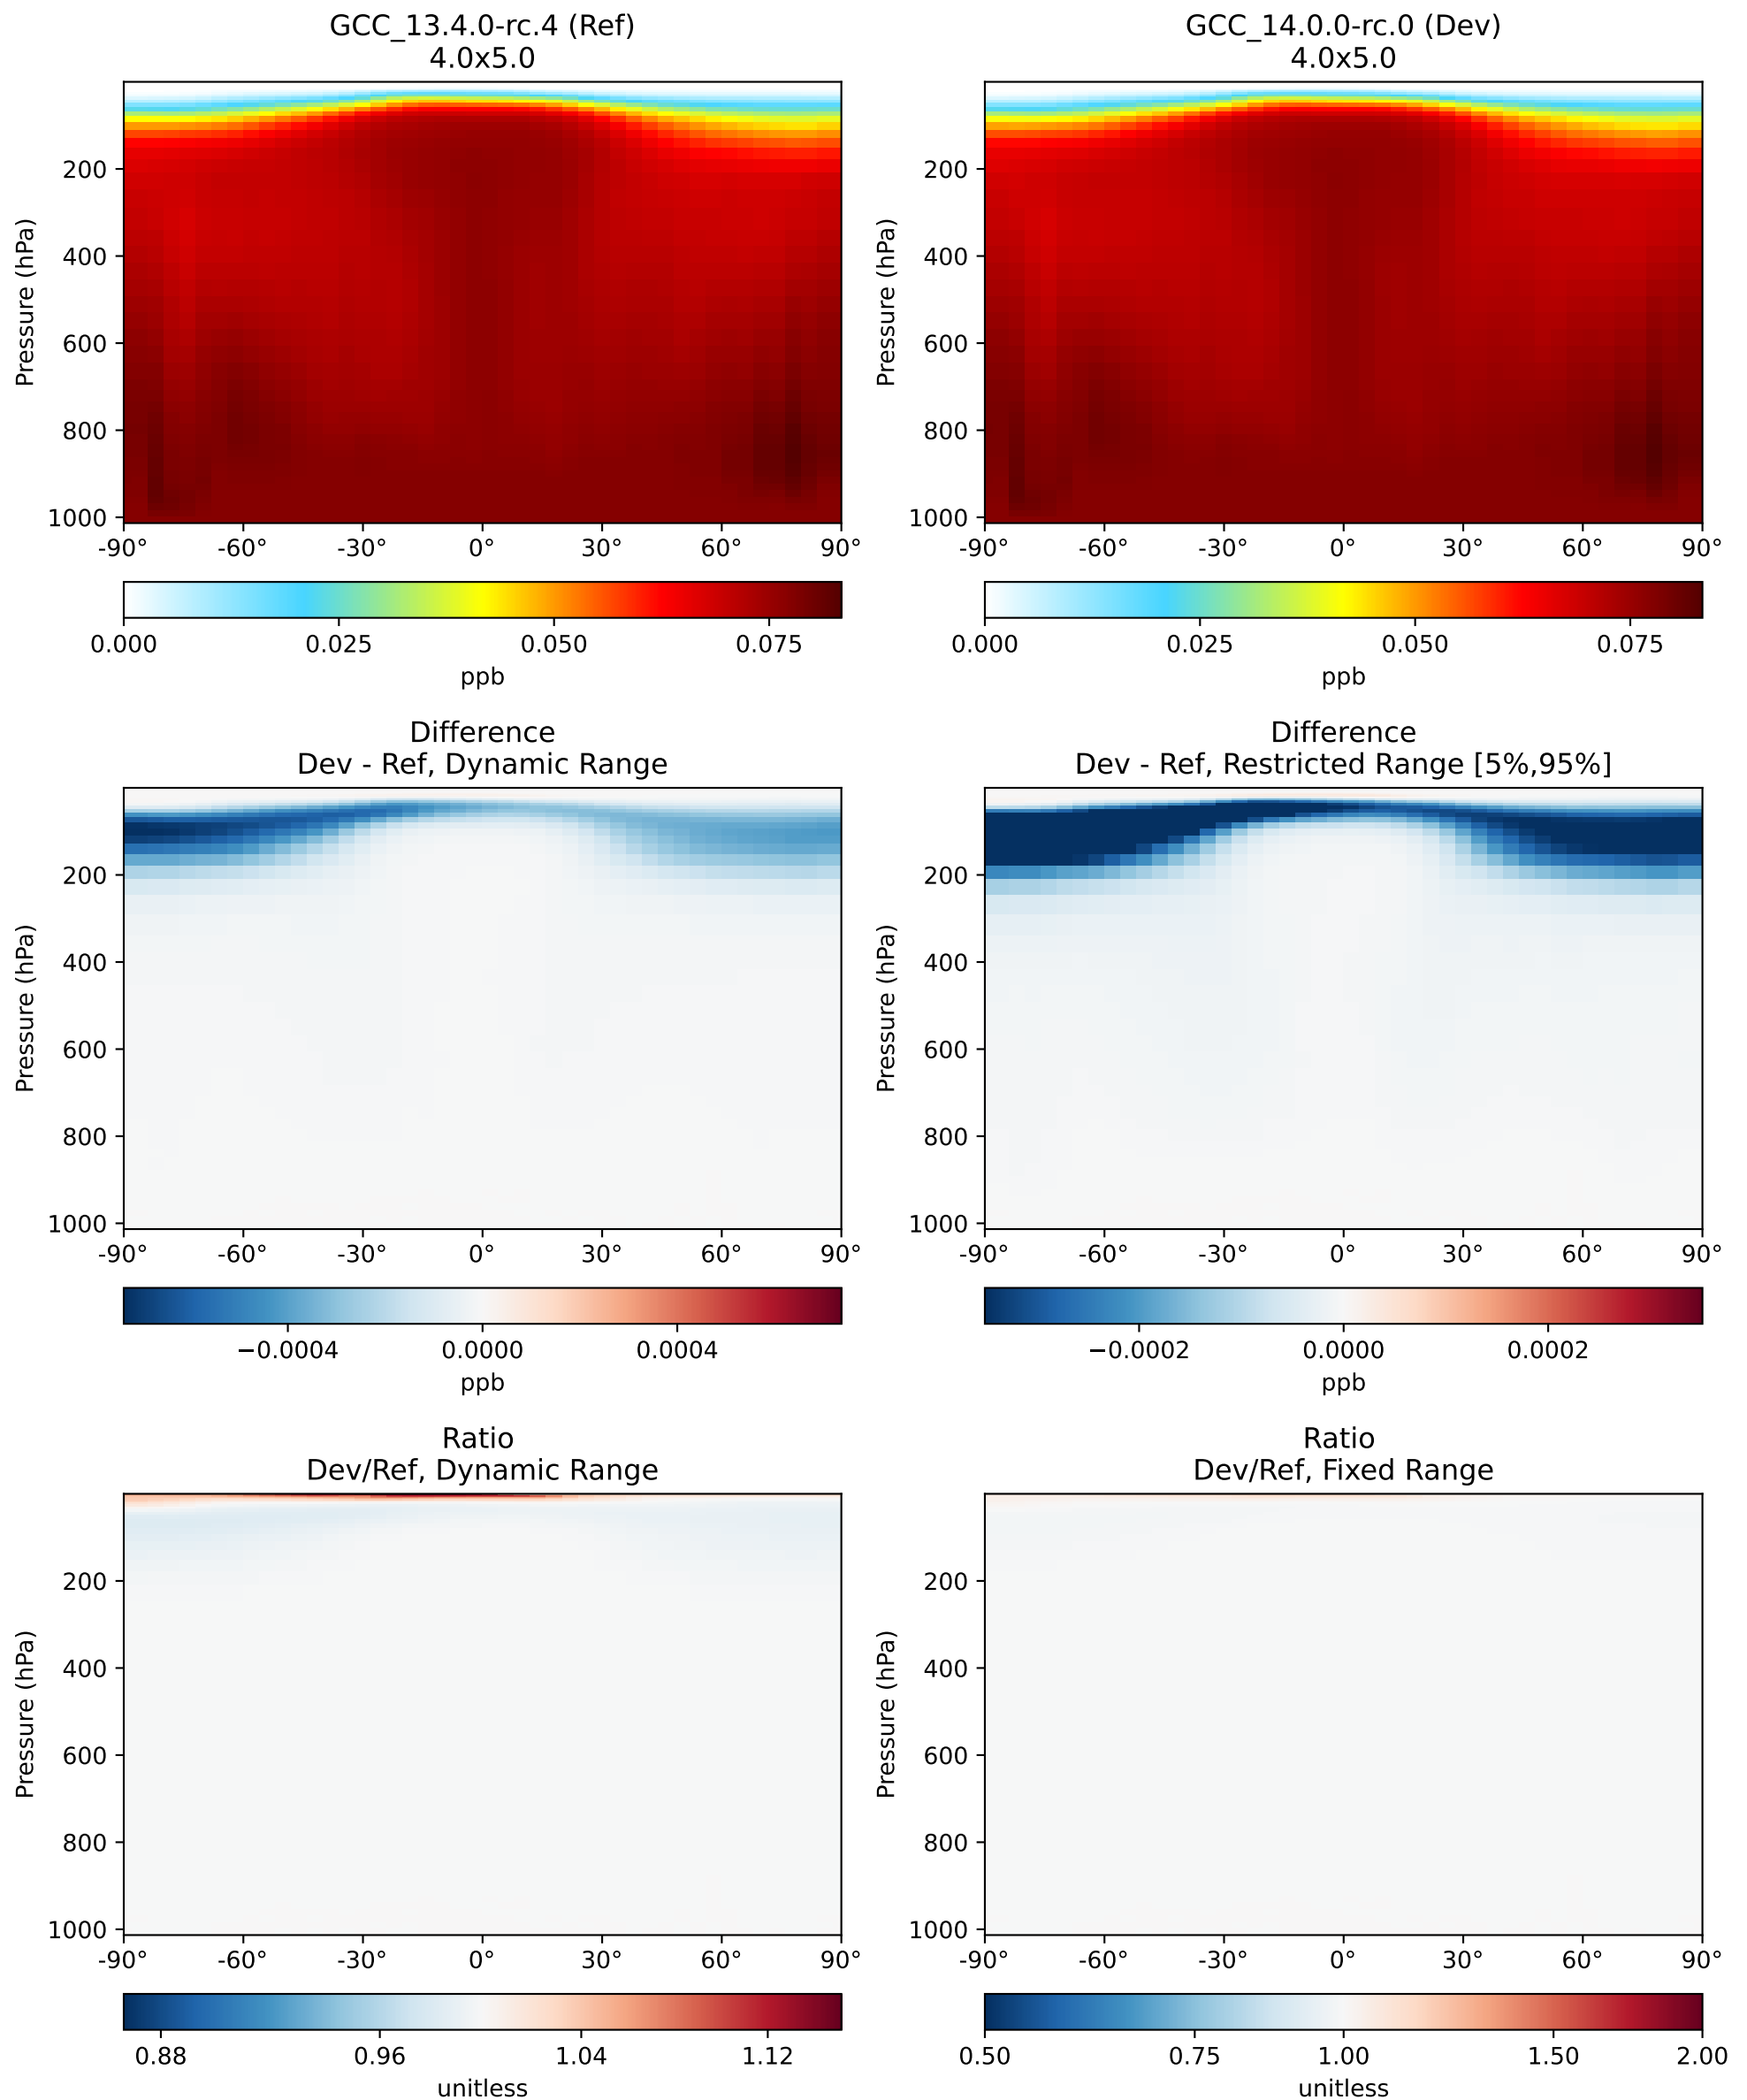 GCC_13.4.0-rc.4 (Ref)
4.0x5.0
Pressure (hPa)
200
400
600
800
1000
-90° -60° -30° 0° 30° 60° 90°
0.000 0.025 0.050 0.075
ppb
GCC_14.0.0-rc.0 (Dev)
4.0x5.0
Pressure (hPa)
200
400
600
800
1000
-90° -60° -30° 0° 30° 60° 90°
0.000 0.025 0.050 0.075
ppb
Difference
Dev - Ref, Dynamic Range
Pressure (hPa)
200
400
600
800
1000
-90° -60° -30° 0° 30° 60° 90°
−0.0004 0.0000 0.0004
ppb
Difference
Dev - Ref, Restricted Range [5%,95%]
Pressure (hPa)
200
400
600
800
1000
-90° -60° -30° 0° 30° 60° 90°
−0.0002 0.0000 0.0002
ppb
Ratio
Dev/Ref, Dynamic Range
Pressure (hPa)
200
400
600
800
1000
-90° -60° -30° 0° 30° 60° 90°
0.88 0.96 1.04 1.12
unitless
Ratio
Dev/Ref, Fixed Range
Pressure (hPa)
200
400
600
800
1000
-90° -60° -30° 0° 30° 60° 90°
0.50 0.75 1.00 1.50 2.00
unitless